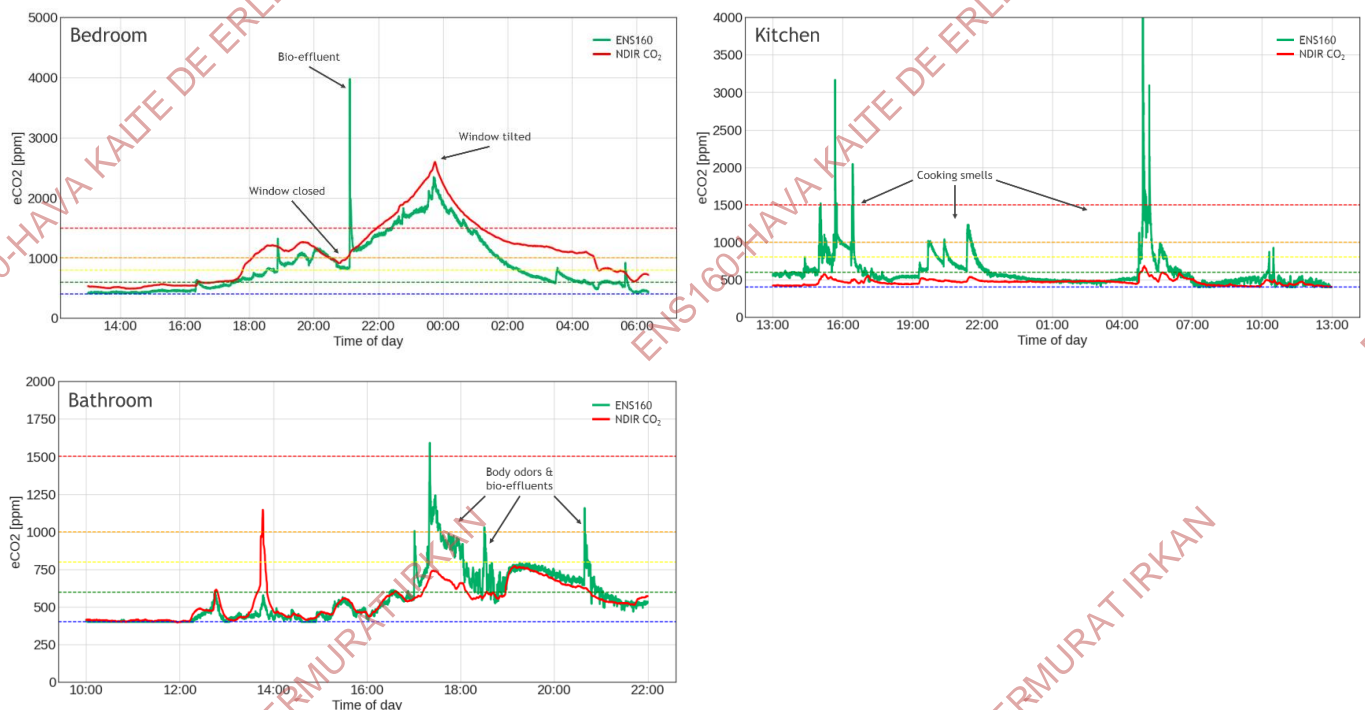 5000
Bedroom
ENS160
NDIR CO₂
Bio-effluent
4000
Window tilted
3000
Window closed
2000
1000
0
eCO2 [ppm]
14:00 16:00 18:00 20:00 22:00 00:00 02:00 04:00 06:00
Time of day
4000
Kitchen
ENS160
NDIR CO₂
3500
3000
2500
2000
Cooking smells
1500
1000
500
0
eCO2 [ppm]
13:00 16:00 19:00 22:00 01:00 04:00 07:00 10:00 13:00
Time of day
2000
Bathroom
ENS160
NDIR CO₂
1750
1500
Body odors &
bio-effluents
1250
1000
750
500
250
0
eCO2 [ppm]
10:00 12:00 14:00 16:00 18:00 20:00 22:00
Time of day
ENS160-HAVA KALİTE DE ERL
ERMURAT IRKAN
ERMURAT IRKAN